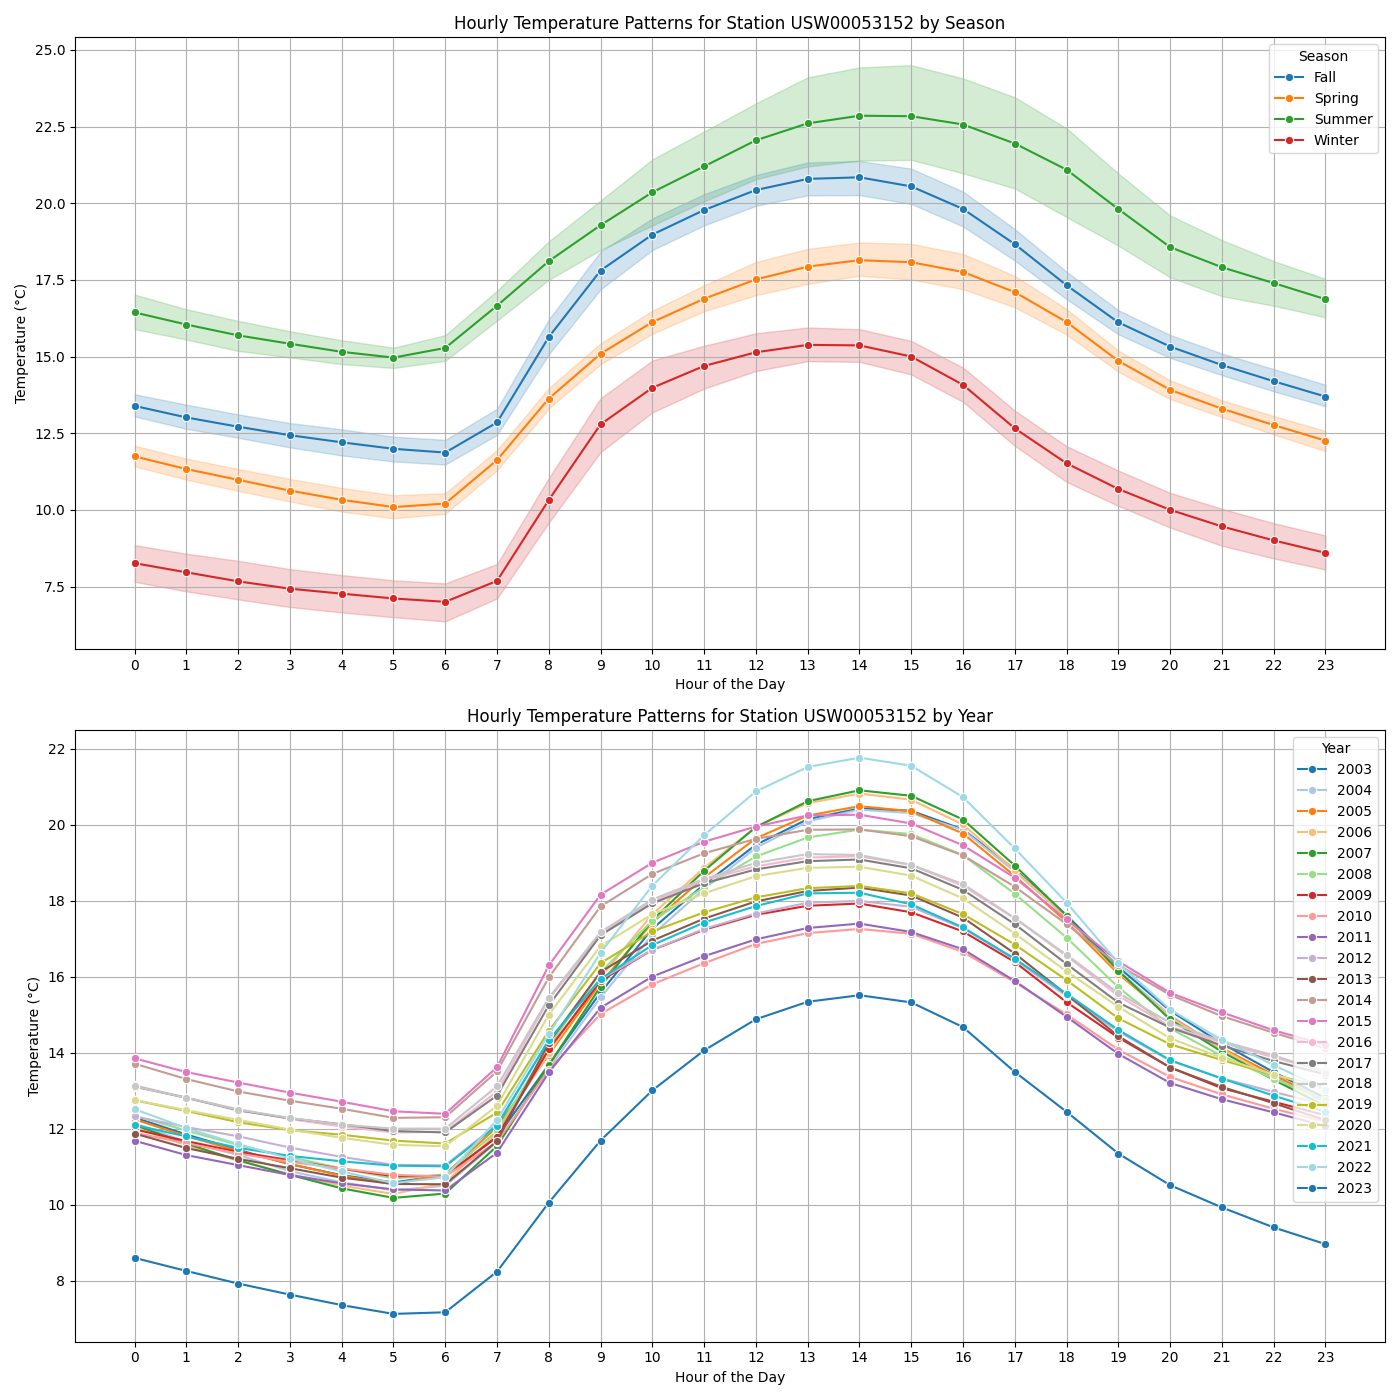 Hourly Temperature Patterns for Station USW00053152 by Season
25.0
22.5
20.0
17.5
15.0
12.5
10.0
7.5
Temperature (°C)
Season
Fall
Spring
Summer
Winter
0 1 2 3 4 5 6 7 8 9 10 11 12 13 14 15 16 17 18 19 20 21 22 23
Hour of the Day
Hourly Temperature Patterns for Station USW00053152 by Year
22
20
18
16
14
12
10
8
Temperature (°C)
Year
2003
2004
2005
2006
2007
2008
2009
2010
2011
2012
2013
2014
2015
2016
2017
2018
2019
2020
2021
2022
2023
0 1 2 3 4 5 6 7 8 9 10 11 12 13 14 15 16 17 18 19 20 21 22 23
Hour of the Day